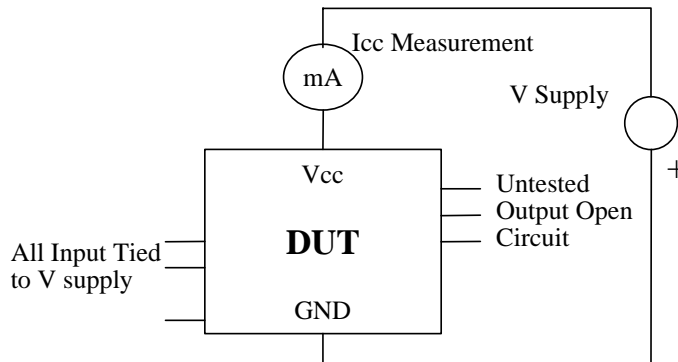 Icc Measurement
mA
V Supply
+
Vcc
Untested
Output Open
Circuit
DUT
All Input Tied
to V supply
GND